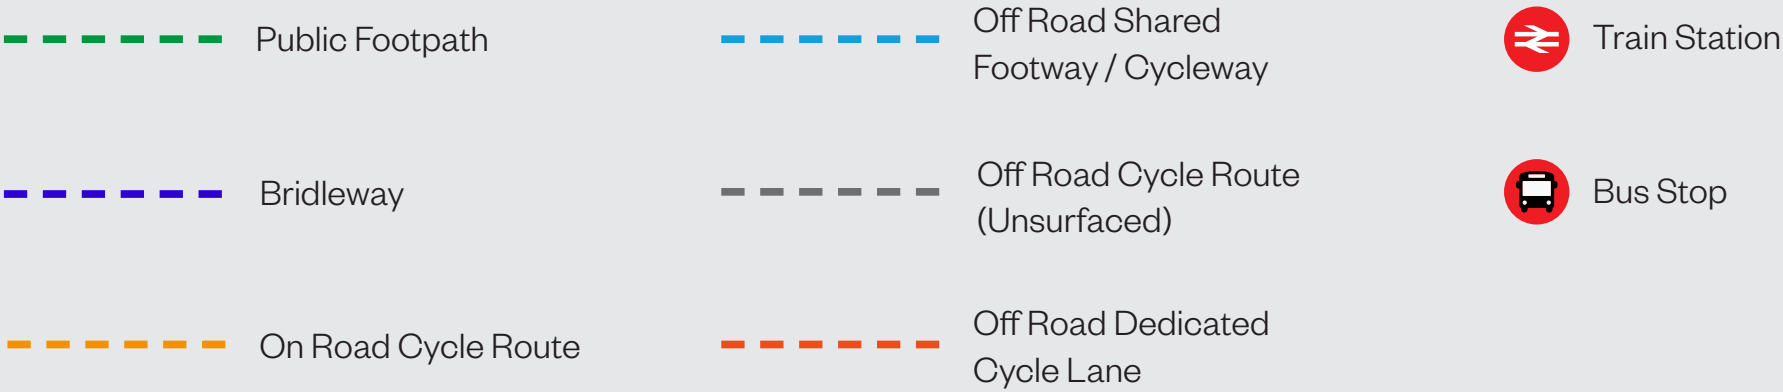 Public Footpath
Bridleway
On Road Cycle Route
Off Road Shared
Footway / Cycleway
Off Road Cycle Route
(Unsurfaced)
Off Road Dedicated
Cycle Lane
Train Station
Bus Stop